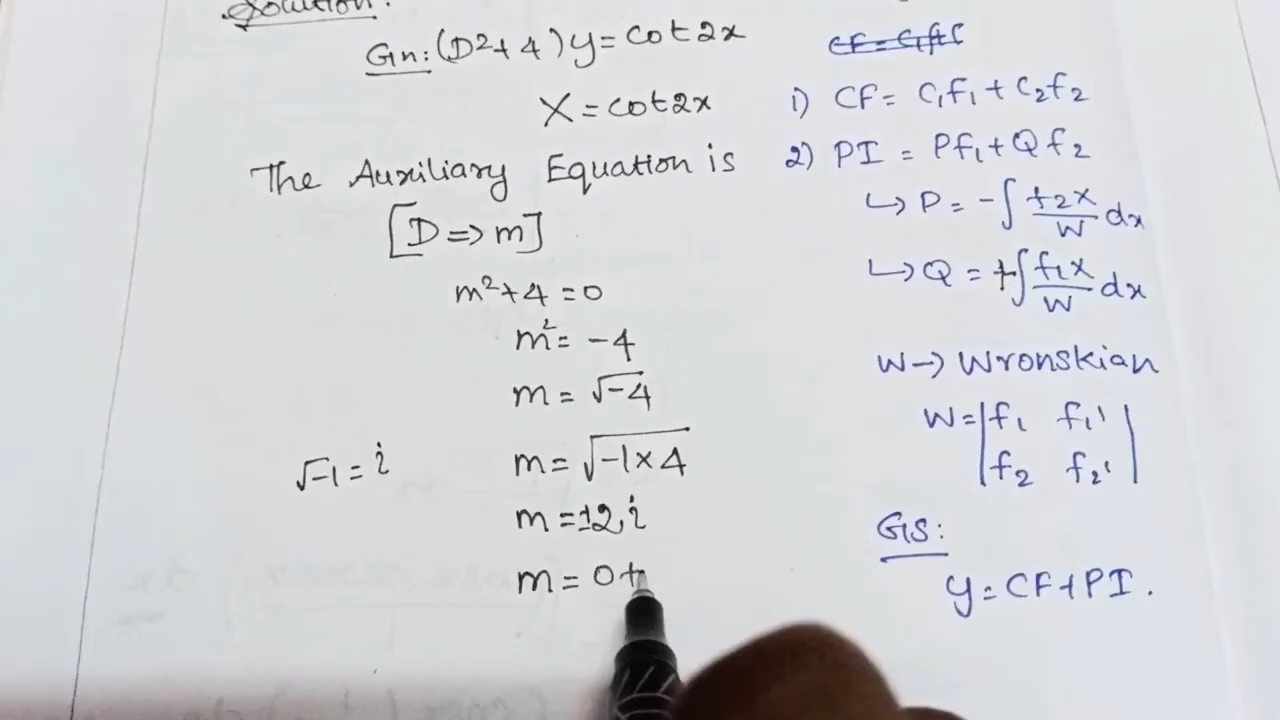 Solution:
Gn: (D²+4)y = cot2x
X = cot2x
The Auxiliary Equation is
[D => m]
m²+4 = 0
m² = -4
m = √-4
√-1 = i
m = √-1×4
m = ±2i
m = 0+
1) CF = C₁f₁ + C₂f₂
2) PI = Pf₁ + Qf₂
↳ P = -∫ f₂x/W dx
↳ Q = +∫ f₁x/W dx
W → Wronskian
W = |f₁ f₁'|
|f₂ f₂'|
GS:
y = CF + PI.